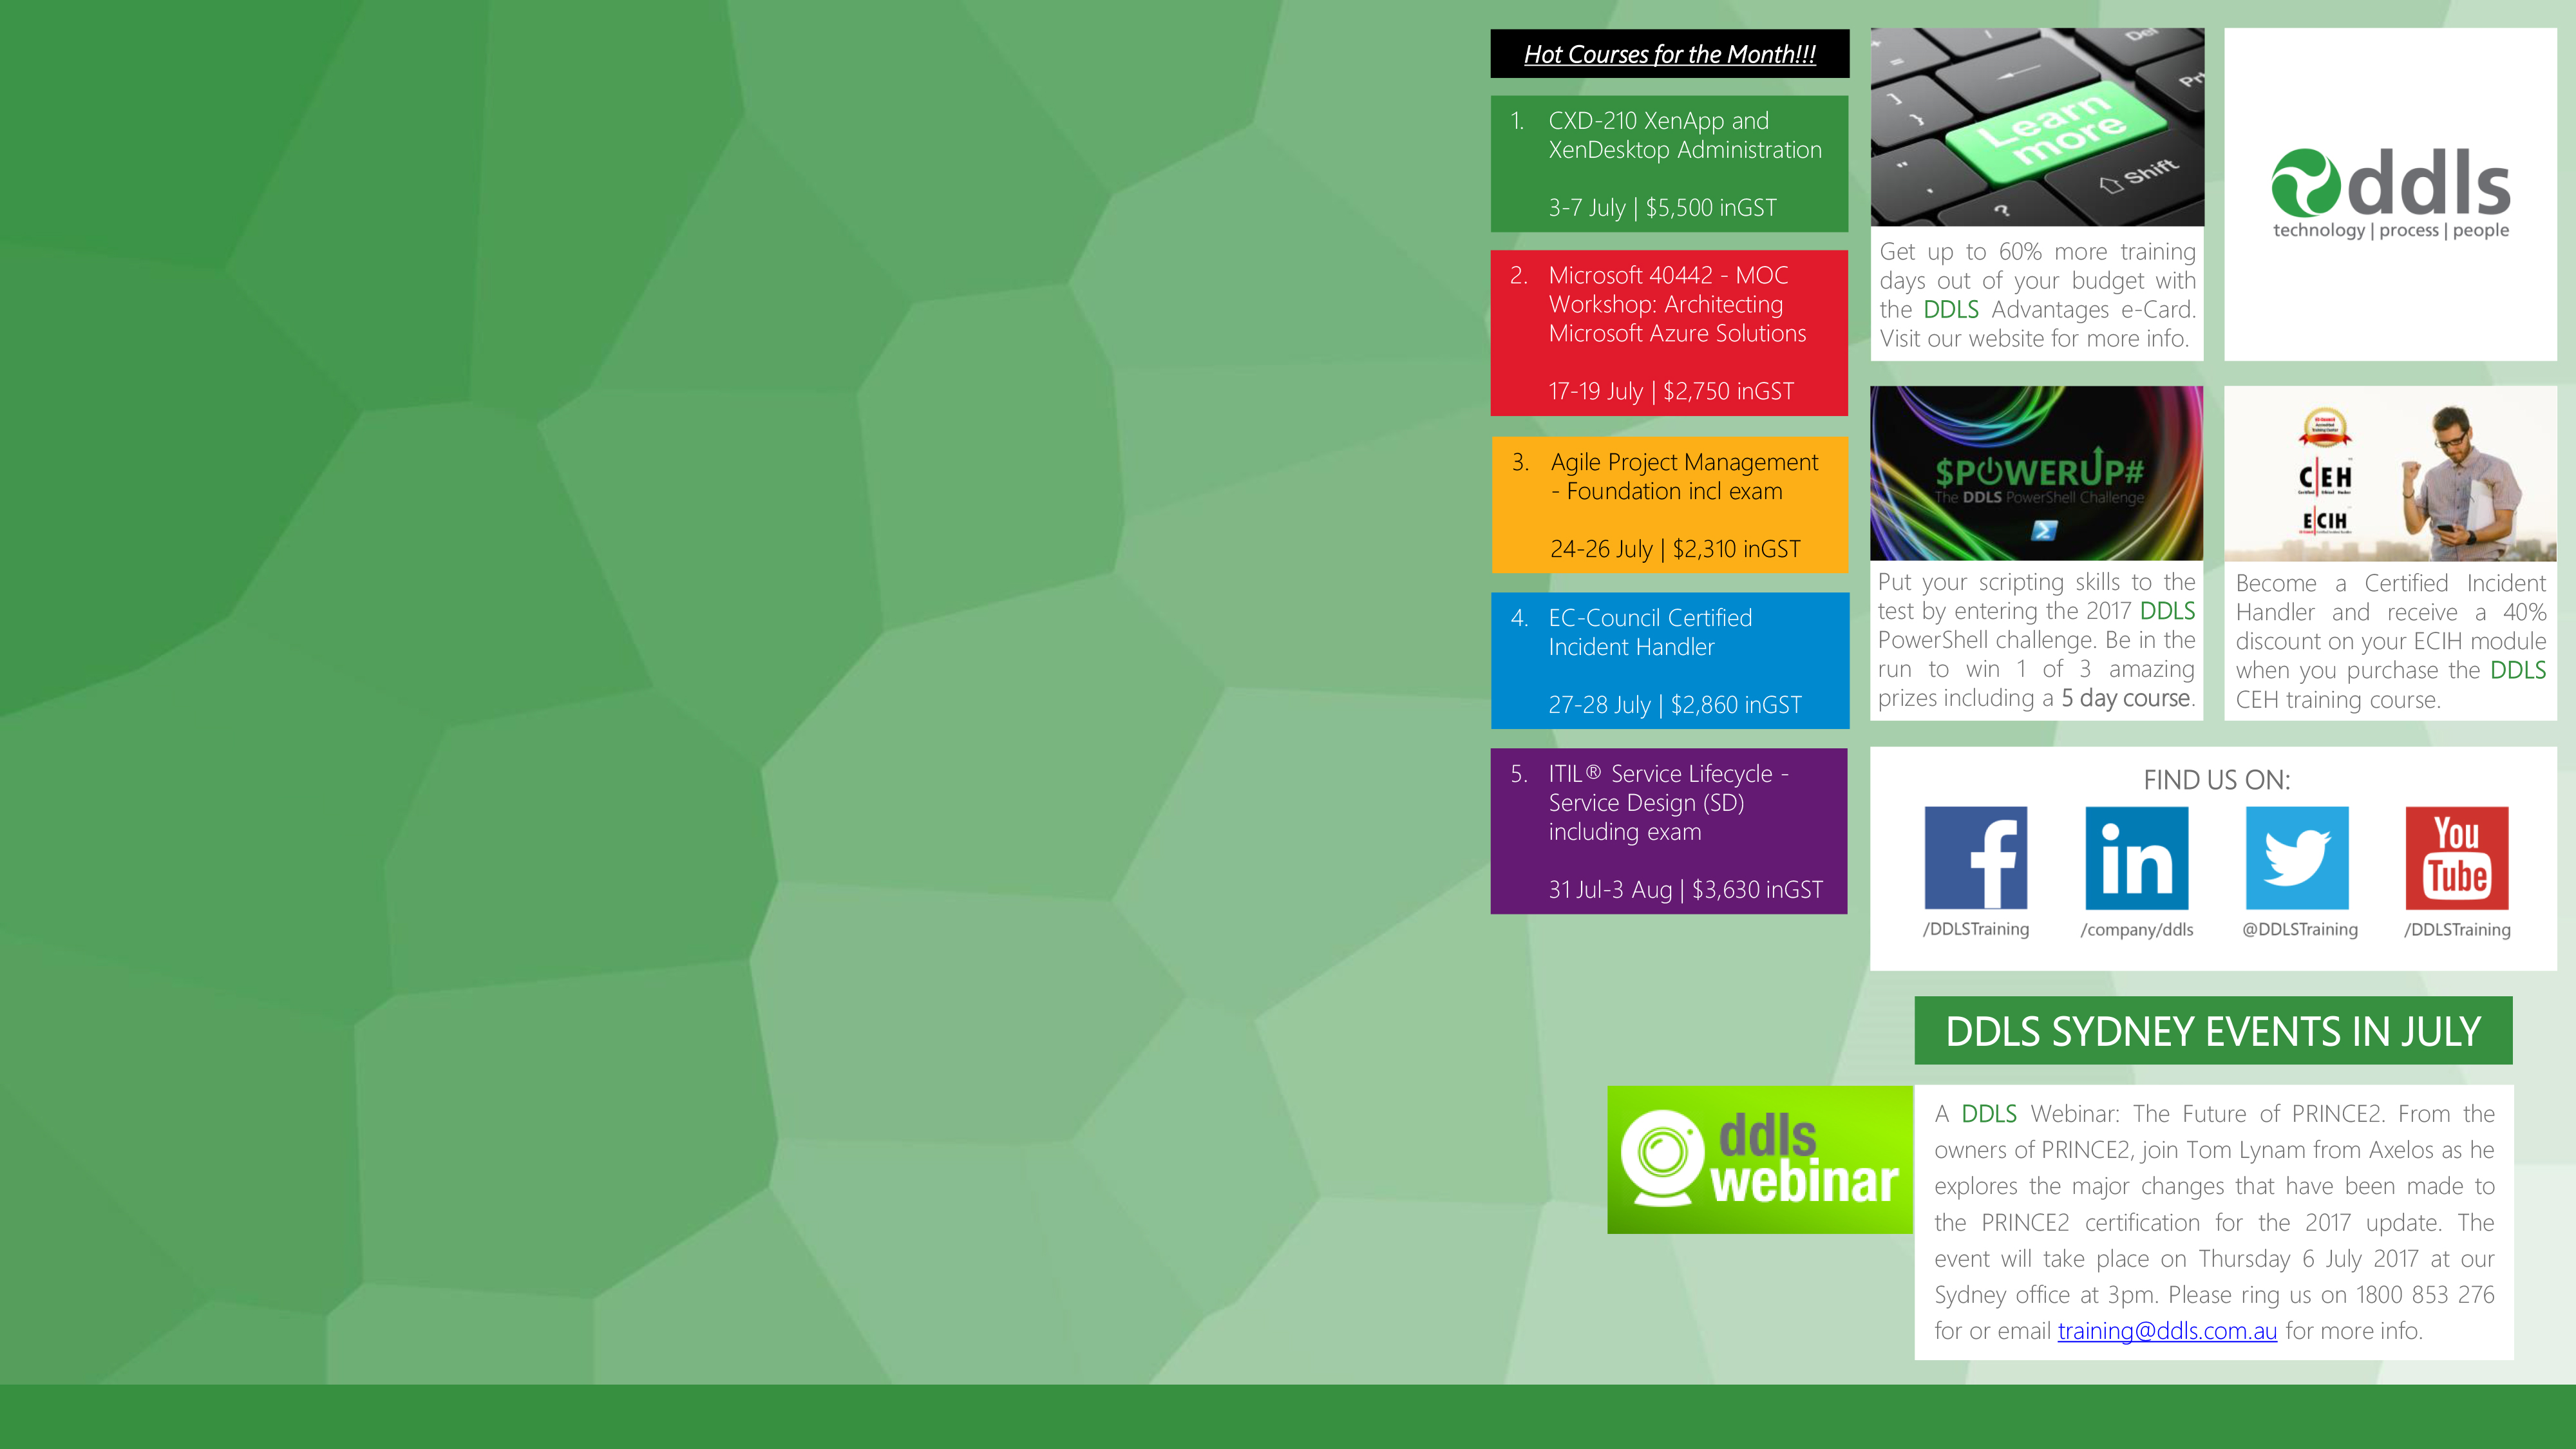 Hot Courses for the Month!!!
1. CXD-210 XenApp and
XenDesktop Administration
3-7 July | $5,500 inGST
2. Microsoft 40442 - MOC
Workshop: Architecting
Microsoft Azure Solutions
17-19 July | $2,750 inGST
3. Agile Project Management
- Foundation incl exam
24-26 July | $2,310 inGST
4. EC-Council Certified
Incident Handler
27-28 July | $2,860 inGST
5. ITIL® Service Lifecycle -
Service Design (SD)
including exam
31 Jul-3 Aug | $3,630 inGST
Del
Learn
more
Shift
Get up to 60% more training
days out of your budget with
the DDLS Advantages e-Card.
Visit our website for more info.
ddls
technology | process | people
$POWERUP#
The DDLS PowerShell Challenge
Put your scripting skills to the
test by entering the 2017 DDLS
PowerShell challenge. Be in the
run to win 1 of 3 amazing
prizes including a 5 day course.
C|EH
Certified Ethical Hacker
E|CIH
Become a Certified Incident
Handler and receive a 40%
discount on your ECIH module
when you purchase the DDLS
CEH training course.
FIND US ON:
f
in
You
Tube
/DDLSTraining
/company/ddls
@DDLSTraining
/DDLSTraining
DDLS SYDNEY EVENTS IN JULY
ddls
webinar
A DDLS Webinar: The Future of PRINCE2. From the
owners of PRINCE2, join Tom Lynam from Axelos as he
explores the major changes that have been made to
the PRINCE2 certification for the 2017 update. The
event will take place on Thursday 6 July 2017 at our
Sydney office at 3pm. Please ring us on 1800 853 276
for or email training@ddls.com.au for more info.